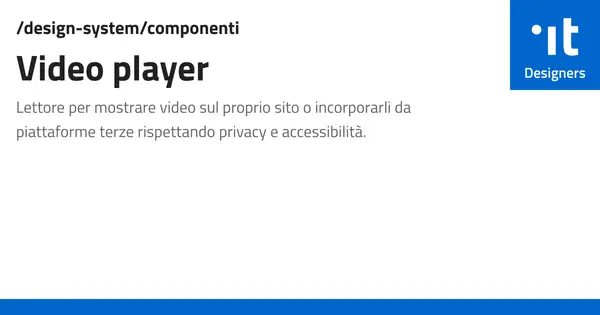 /design-system/componenti
Video player
Lettore per mostrare video sul proprio sito o incorporarli da
piattaforme terze rispettando privacy e accessibilità.
it
Designers